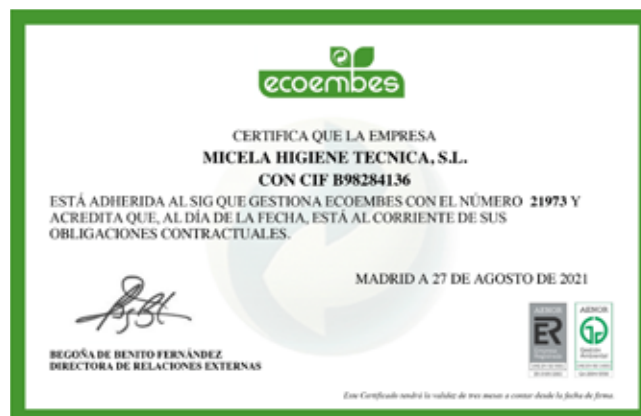 ecoembes
CERTIFICA QUE LA EMPRESA
MICELA HIGIENE TECNICA, S.L.
CON CIF B98284136
ESTÁ ADHERIDA AL SIG QUE GESTIONA ECOEMBES CON EL NÚMERO 21973 Y
ACREDITA QUE, AL DÍA DE LA FECHA, ESTÁ AL CORRIENTE DE SUS
OBLIGACIONES CONTRACTUALES.
MADRID A 27 DE AGOSTO DE 2021
AENOR
ER
AENOR
Gestión
Ambiental
BEGOÑA DE BENITO FERNÁNDEZ
DIRECTORA DE RELACIONES EXTERNAS
Este Certificado tendrá la validez de tres meses a contar desde la fecha de firma.